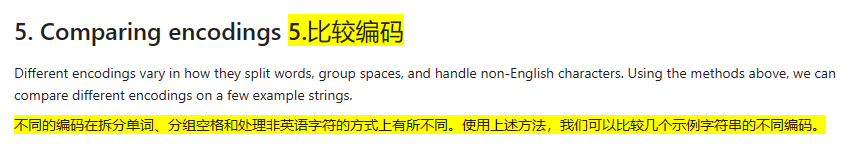 5. Comparing encodings 5.比较编码
Different encodings vary in how they split words, group spaces, and handle non-English characters. Using the methods above, we can
compare different encodings on a few example strings.
不同的编码在拆分单词、分组空格和处理非英语字符的方式上有所不同。使用上述方法，我们可以比较几个示例字符串的不同编码。